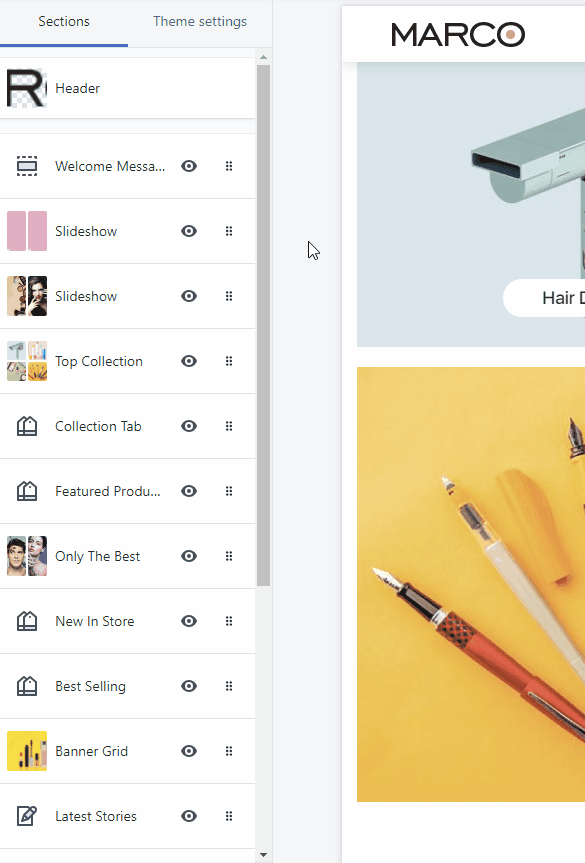 Sections
Theme settings
Header
Welcome Messa...
Slideshow
Slideshow
Top Collection
Collection Tab
Featured Produ...
Only The Best
New In Store
Best Selling
Banner Grid
Latest Stories
MARCO
Hair D